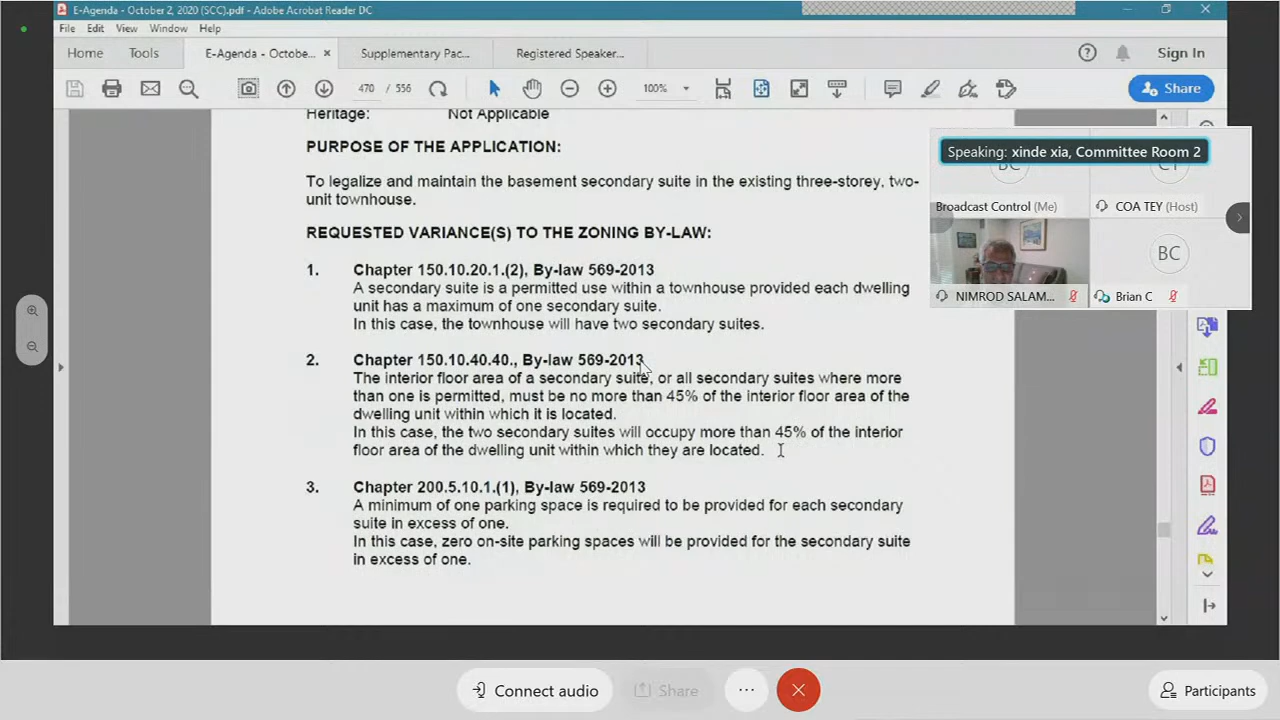 E-Agenda - October 2, 2020 (SCC).pdf - Adobe Acrobat Reader DC
File Edit View Window Help
Home Tools E-Agenda - Octobe... × Supplementary Pac... Registered Speaker... Sign In
470 / 556 100% Share
Heritage: Not Applicable
PURPOSE OF THE APPLICATION:
To legalize and maintain the basement secondary suite in the existing three-storey, two-
unit townhouse.
REQUESTED VARIANCE(S) TO THE ZONING BY-LAW:
1. Chapter 150.10.20.1.(2), By-law 569-2013
A secondary suite is a permitted use within a townhouse provided each dwelling
unit has a maximum of one secondary suite.
In this case, the townhouse will have two secondary suites.
2. Chapter 150.10.40.40., By-law 569-2013
The interior floor area of a secondary suite, or all secondary suites where more
than one is permitted, must be no more than 45% of the interior floor area of the
dwelling unit within which it is located.
In this case, the two secondary suites will occupy more than 45% of the interior
floor area of the dwelling unit within which they are located.
3. Chapter 200.5.10.1.(1), By-law 569-2013
A minimum of one parking space is required to be provided for each secondary
suite in excess of one.
In this case, zero on-site parking spaces will be provided for the secondary suite
in excess of one.
Speaking: xinde xia, Committee Room 2
Broadcast Control (Me) COA TEY (Host)
BC
NIMROD SALAM... Brian C
Connect audio Share ... Participants